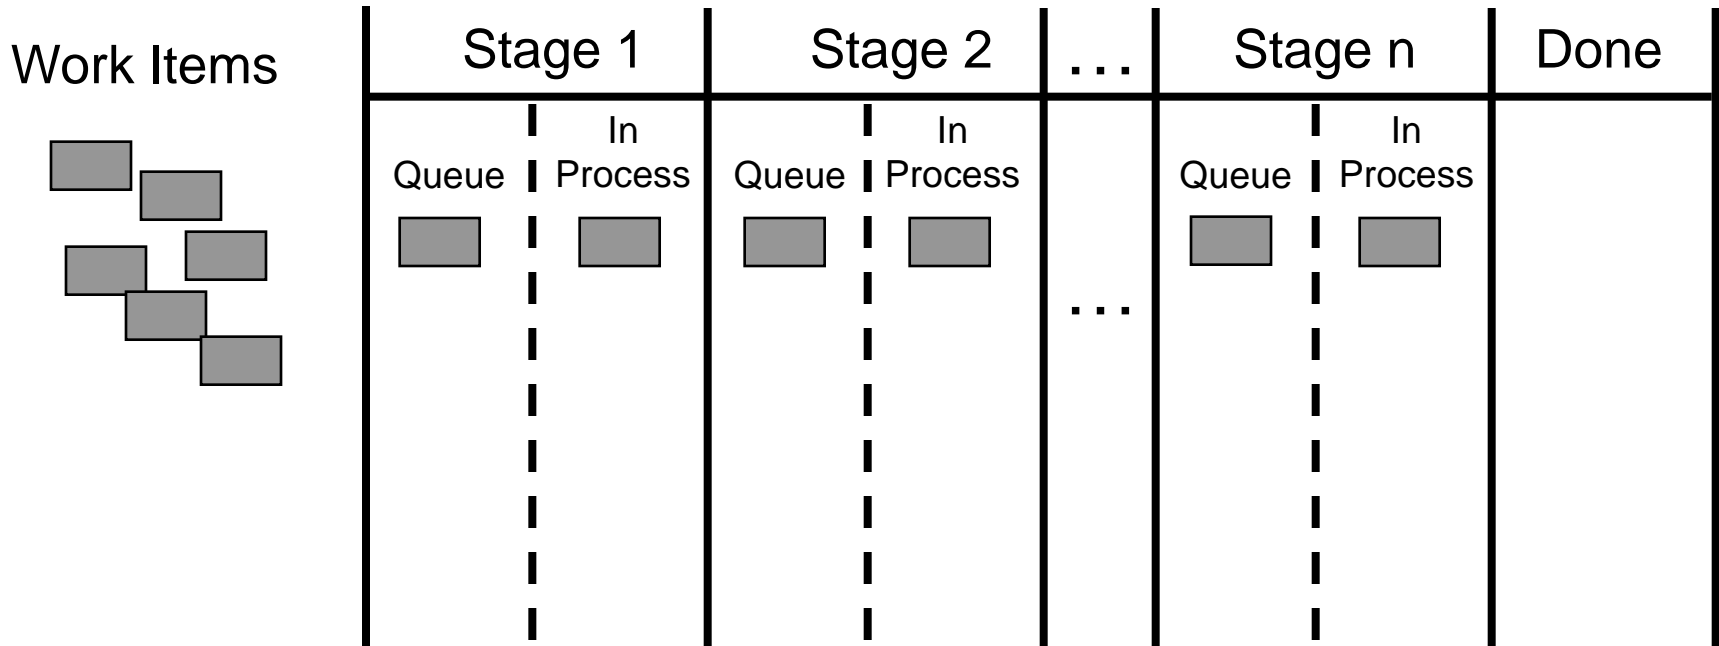 Work Items
Stage 1
Stage 2
...
Stage n
Done
Queue
In
Process
Queue
In
Process
...
Queue
In
Process